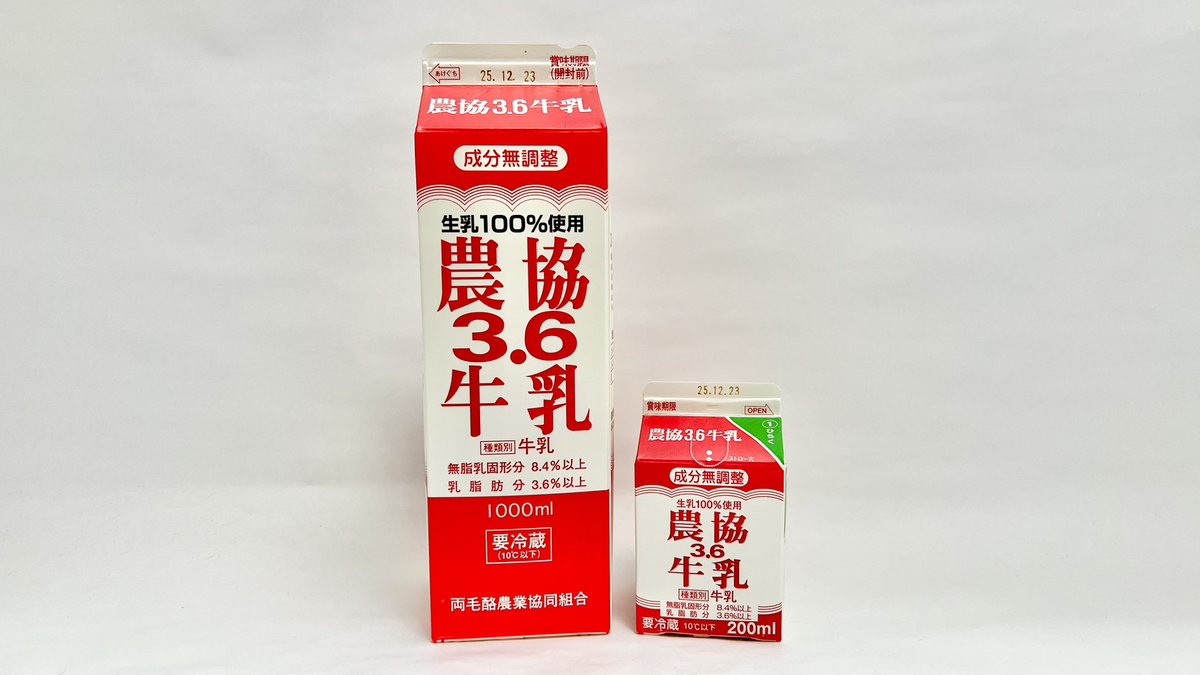 あけぐち
25.12.23
賞味期限
(開封前)
農協3.6牛乳
成分無調整
生乳100%使用
農協
3.6
牛乳
種類別 牛乳
無脂乳固形分 8.4%以上
乳脂肪分 3.6%以上
1000ml
要冷蔵
(10℃以下)
両毛酪農業協同組合
25.12.23
賞味期限
OPEN
農協3.6牛乳
ストロー穴
成分無調整
生乳100%使用
農協
3.6
牛乳
種類別 牛乳
無脂乳固形分 8.4%以上
乳脂肪分 3.6%以上
要冷蔵 10℃以下 200ml